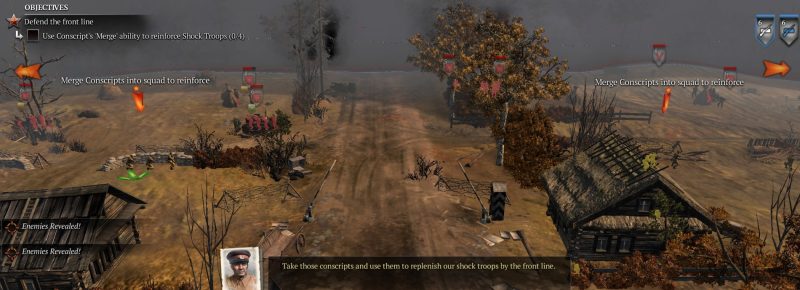 OBJECTIVES
Defend the front line
Use Conscript's 'Merge' ability to reinforce Shock Troops (0/4)
6
6
Merge Conscripts into squad to reinforce
Merge Conscripts into squad to reinforce
Enemies Revealed!
Enemies Revealed!
Take those conscripts and use them to replenish our shock troops by the front line.